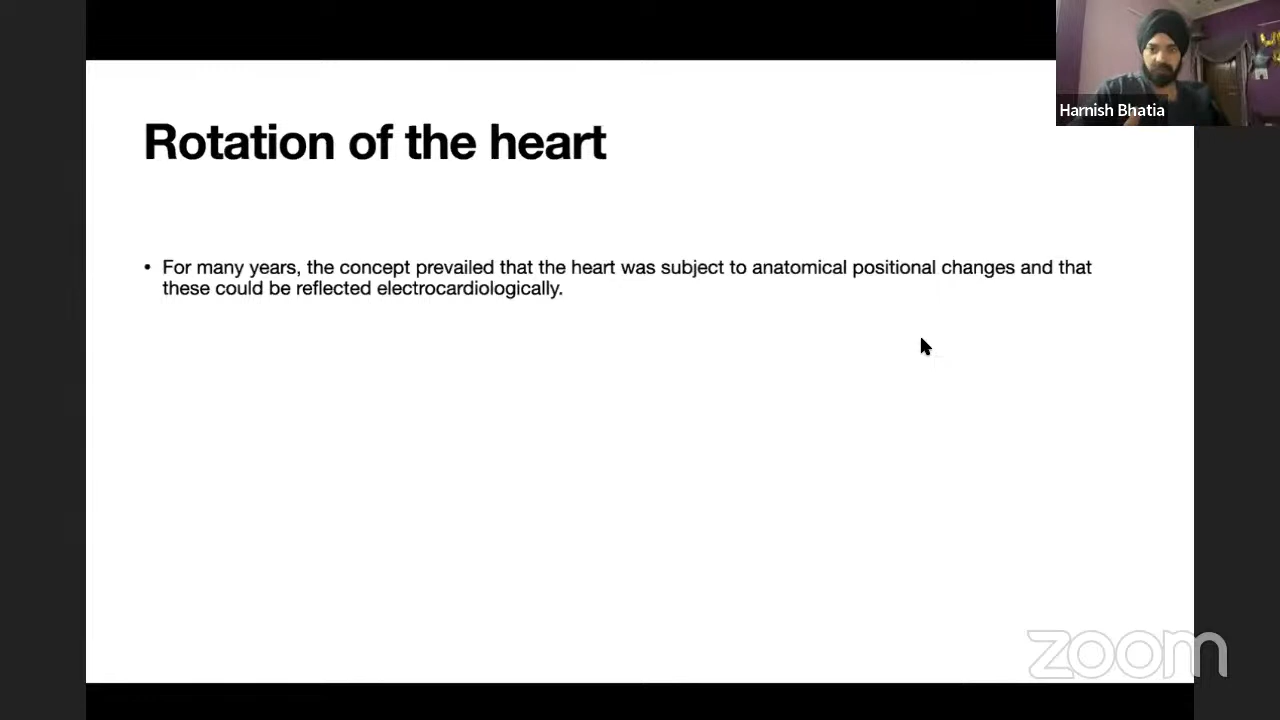 Harnish Bhatia
Rotation of the heart
• For many years, the concept prevailed that the heart was subject to anatomical positional changes and that
these could be reflected electrocardiologically.
zoom